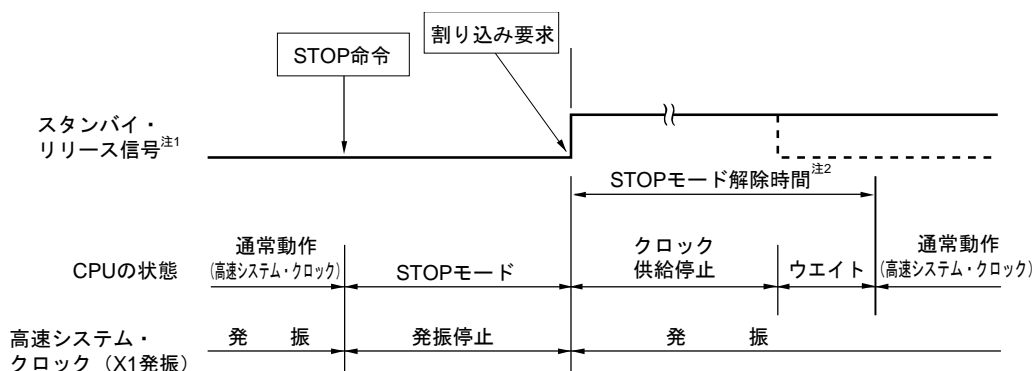 割り込み要求
STOP命令
スタンバイ・
リリース信号注1
STOPモード解除時間注2
CPUの状態
通常動作
(高速システム・クロック)
STOPモード
クロック
供給停止
ウエイト
通常動作
(高速システム・クロック)
高速システム・
クロック（X1発振）
発 振
発振停止
発 振